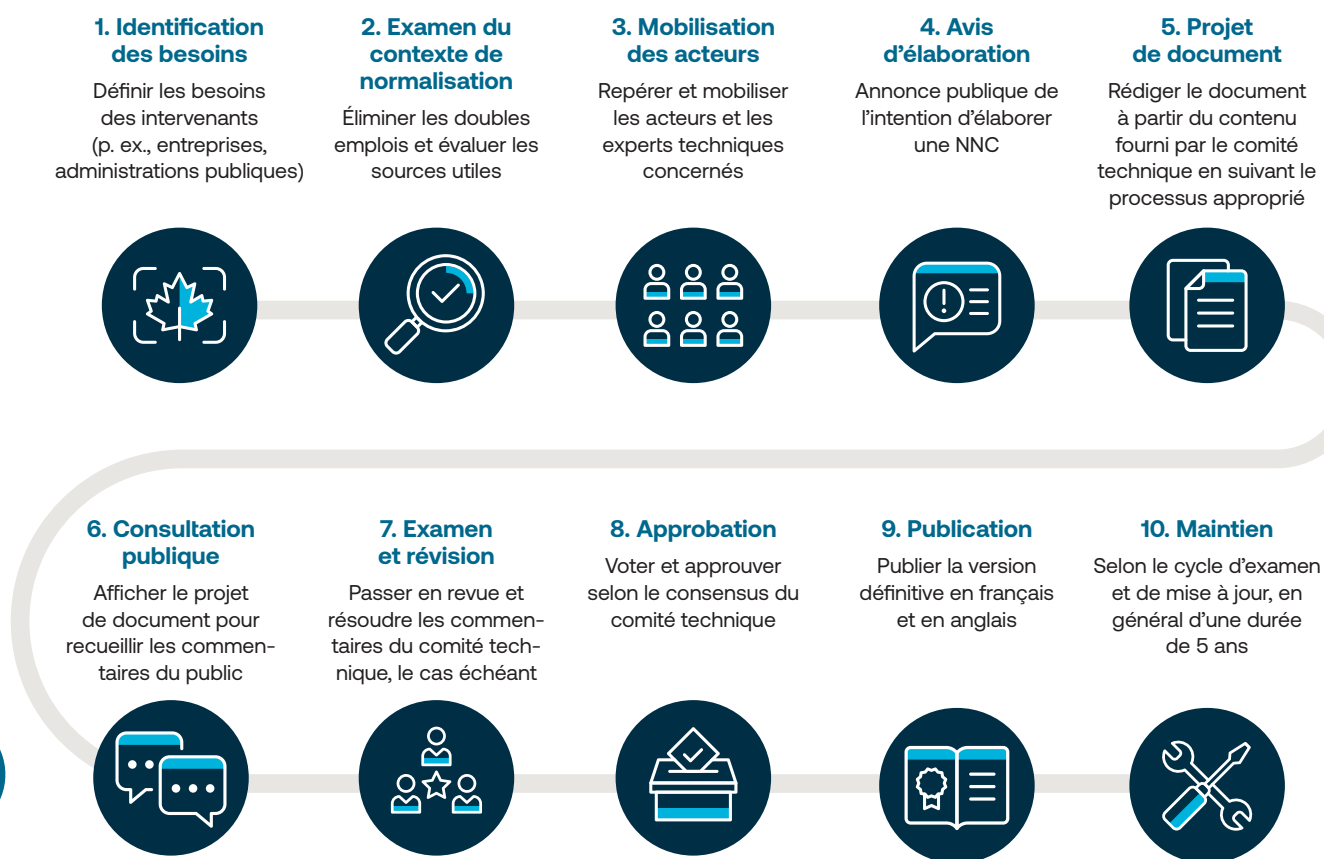 1. Identification
des besoins
Définir les besoins
des intervenants
(p. ex., entreprises,
administrations publiques)
2. Examen du
contexte de
normalisation
Éliminer les doubles
emplois et évaluer les
sources utiles
3. Mobilisation
des acteurs
Repérer et mobiliser
les acteurs et les
experts techniques
concernés
4. Avis
d’élaboration
Annonce publique de
l’intention d’élaborer
une NNC
5. Projet
de document
Rédiger le document
à partir du contenu
fourni par le comité
technique en suivant le
processus approprié
6. Consultation
publique
Afficher le projet
de document pour
recueillir les commen-
taires du public
7. Examen
et révision
Passer en revue et
résoudre les commen-
taires du comité tech-
nique, le cas échéant
8. Approbation
Voter et approuver
selon le consensus du
comité technique
9. Publication
Publier la version
définitive en français
et en anglais
10. Maintien
Selon le cycle d’examen
et de mise à jour, en
général d’une durée
de 5 ans